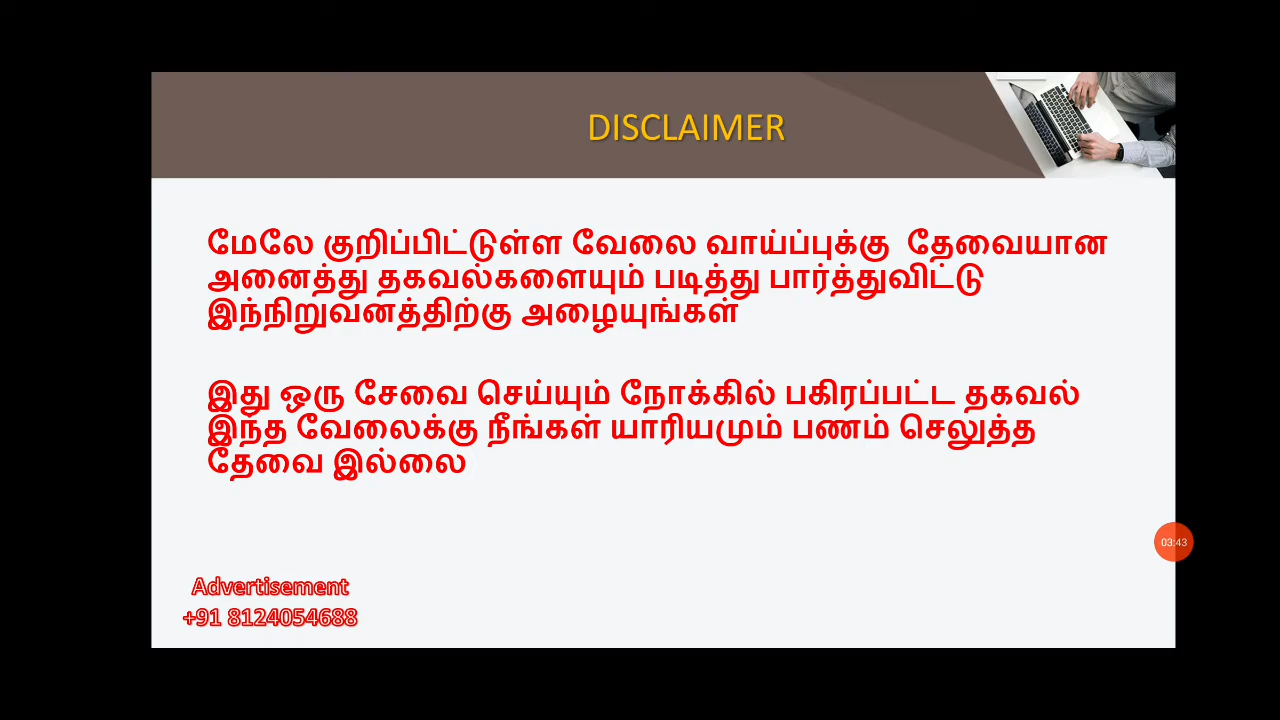 DISCLAIMER
மேலே குறிப்பிட்டுள்ள வேலை வாய்ப்புக்கு தேவையான
அனைத்து தகவல்களையும் படித்து பார்த்துவிட்டு
இந்நிறுவனத்திற்கு அழையுங்கள்
இது ஒரு சேவை செய்யும் நோக்கில் பகிரப்பட்ட தகவல்
இந்த வேலைக்கு நீங்கள் யாரியமும் பணம் செலுத்த
தேவை இல்லை
03:43
Advertisement
+91 8124054688